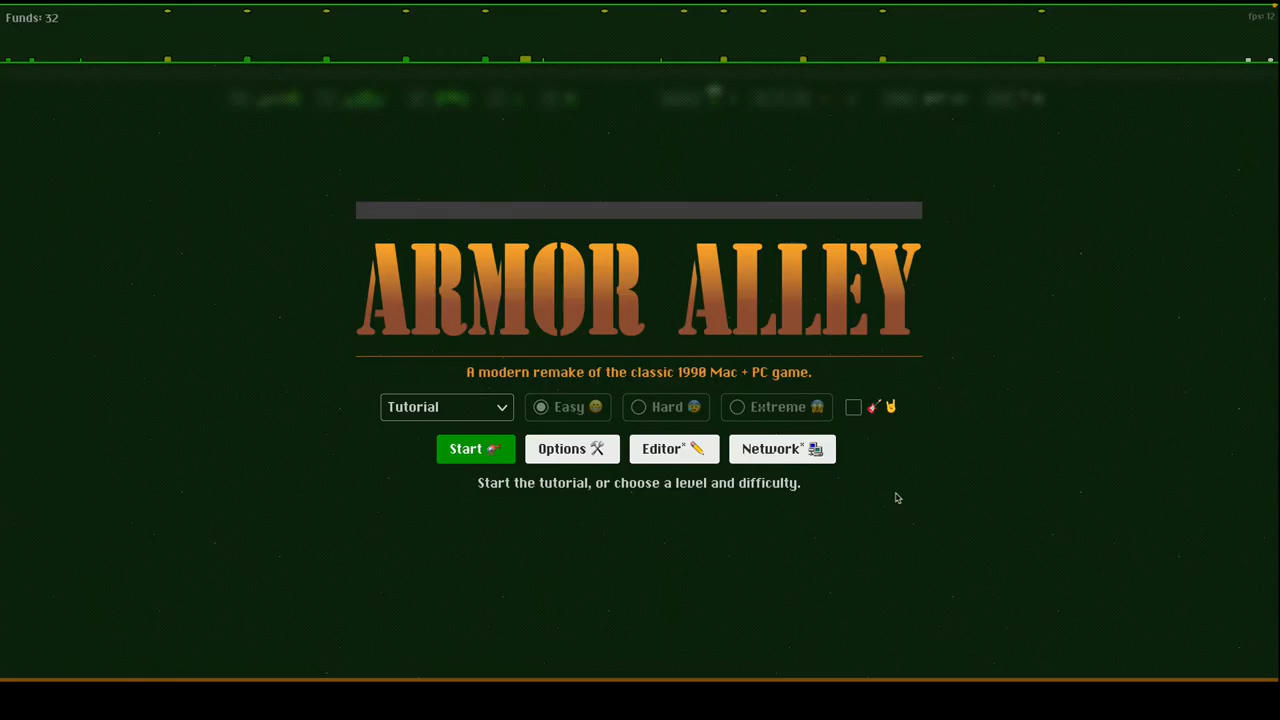 Funds: 32
fps: 12
ARMOR ALLEY
A modern remake of the classic 1990 Mac + PC game.
Tutorial
Easy
Hard
Extreme
Start
Options
Editor*
Network*
Start the tutorial, or choose a level and difficulty.